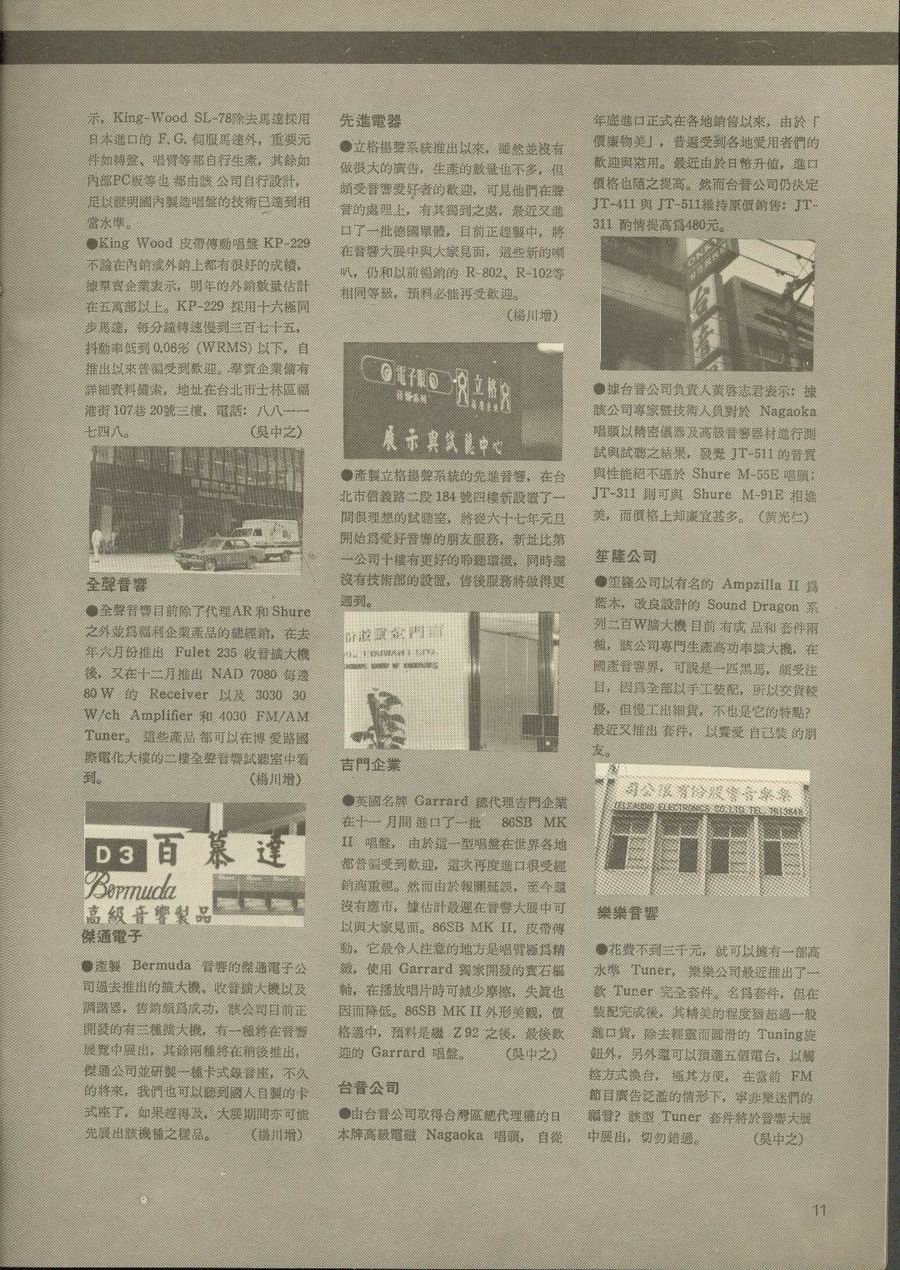 示，King-Wood SL-78除去馬達採用
日本進口的 F. G. 伺服馬達外，重要元
件如轉盤、唱臂等都自行生產，其餘如
內部PC板等也 都由該 公司自行設計，
足以證明國內製造唱盤的技術已達到相
當水準。
●King Wood 皮帶傳動唱盤 KP-229
不論在內銷或外銷上都有很好的成績，
據羣賓企業表示，明年的外銷數量估計
在五萬部以上。KP-229 採用十六極同
步馬達，每分鐘轉速慢到三百七十五，
抖動率低到 0.08% (WRMS) 以下，自
推出以來普徧受到歡迎。羣賓企業備有
詳細資料備索，地址在台北市士林區福
港街 107巷 20號三樓，電話：八八一一
七四八。 （吳中之）
全聲音響
●全聲音響目前除了代理AR 和 Shure
之外並爲福利企業產品的總經銷，在去
年六月份推出 Fulet 235 收音擴大機
後，又在十二月推出 NAD 7080 每邊
80 W 的 Receiver 以及 3030 30
W/ch Amplifier 和 4030 FM/AM
Tuner。 這些產品 都可以在博 愛路國
際電化大樓的二樓全聲音響試聽室中看
到。 （楊川增）
D3 百慕達
Bermuda
高級音響製品
傑通電子
●產製 Bermuda 音響的傑通電子公
司過去推出的擴大機、收音擴大機以及
調諧器，售銷頗爲成功，該公司目前正
開發的有三種擴大機，有一種將在音響
展覽中展出，其餘兩種將在稍後推出，
傑通公司並研製一種卡式錄音座，不久
的將來，我們也可以聽到國人自製的卡
式座了，如果趕得及，大展期間亦可能
先展出該機種之樣品。 （楊川增）
先進電器
●立格揚聲系統推出以來，雖然並沒有
做很大的廣告，生產的數量也不多，但
頗受音響愛好者的歡迎，可見他們在聲
音的處理上，有其獨到之處，最近又進
口了一批德國單體，目前正趕製中，將
在音響大展中與大家見面，這些新的喇
叭，仍和以前暢銷的 R-802、R-102等
相同等級，預料必能再受歡迎。
（楊川增）
電子眼 立格
展示與試聽中心
●產製立格揚聲系統的先進音響，在台
北市信義路二段 184 號四樓新設置了一
間很理想的試聽室，將從六十七年元旦
開始爲愛好音響的朋友服務，新址比第
一公司十樓有更好的聆聽環境，同時還
沒有技術部的設置，售後服務將做得更
週到。
吉門企業
●英國名牌 Garrard 總代理吉門企業
在十一 月間 進口了一批 86SB MK
II 唱盤， 由於這一型唱盤在世界各地
都普徧受到歡迎，這次再度進口很受經
銷商重視。然而由於報關延誤，至今還
沒有應市，據估計最遲在音響大展中可
以與大家見面。86SB MK II，皮帶傳
動，它最令人注意的地方是唱臂極爲精
緻，使用 Garrard 獨家開發的寶石樞
軸，在播放唱片時可減少摩擦，失眞也
因而降低。86SB MK II 外形美觀，價
格適中，預料是繼 Z 92 之後，最後歡
迎的 Garrard 唱盤。 （吳中之）
台音公司
●由台音公司取得台灣區總代理權的日
本牌高級電磁 Nagaoka 唱頭，自從
年底進口正式在各地銷售以來，由於「
價廉物美」，普遍受到各地愛用者們的
歡迎與寵用。最近由於日幣升値，進口
價格也隨之提高。然而台音公司仍決定
JT-411 與 JT-511維持原價銷售；JT-
311 酌情提高爲480元。
台音
●據台音公司負責人黃啓志君表示：據
該公司專家曁技術人員對於 Nagaoka
唱頭以精密儀器及高級音響器材進行測
試與試聽之結果，發覺 JT-511 的音質
與性能絕不遜於 Shure M-55E 唱頭；
JT-311 則可與 Shure M-91E 相媲
美，而價格上却廉宜甚多。（黃光仁）
笙隆公司
●笙隆公司以有名的 Ampzilla II 爲
藍本，改良設計的 Sound Dragon 系
列二百W擴大機 目前 有成 品和 套件兩
種，該公司專門生產高功率擴大機，在
國產音響界，可說是一匹黑馬，頗受注
目，因爲全部以手工裝配，所以交貨較
慢，但慢工出細貨，不也是它的特點？
最近又推出 套件， 以饗愛 自己裝 的朋
友。
樂樂音響股份有限公司
TELEAUDIO ELECTRONICS CO.,LTD. TEL.7813848
樂樂音響
●花費不到三千元，就可以擁有一部高
水準 Tuner， 樂樂公司最近推出了一
款 Tuner 完全套件。名爲套件，但在
裝配完成後，其精美的程度猶超過一般
進口貨，除去輕靈而圓滑的 Tuning旋
鈕外，另外還可以預選五個電台，以觸
控方式換台， 極其方便， 在當前 FM
節目廣告泛濫的情形下，寧非樂迷們的
福音？該型 Tuner 套件將於音響大展
中展出，切勿錯過。 （吳中之）
11